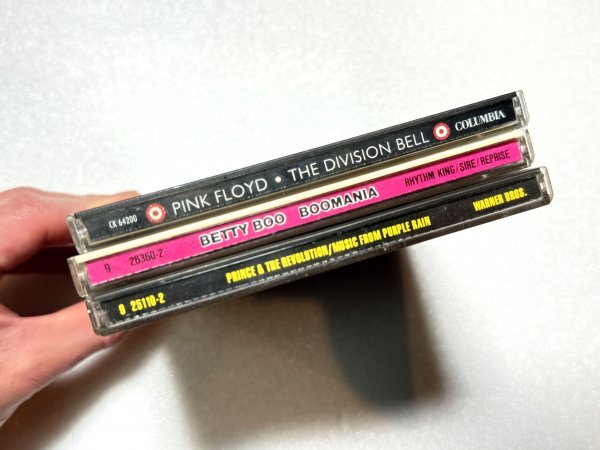 CK 64200 PINK FLOYD • THE DIVISION BELL COLUMBIA
9 26360-2 BETTY BOO BOOMANIA RHYTHM KING/SIRE/REPRISE
9 25110-2 PRINCE & THE REVOLUTION/MUSIC FROM PURPLE RAIN WARNER BROS.